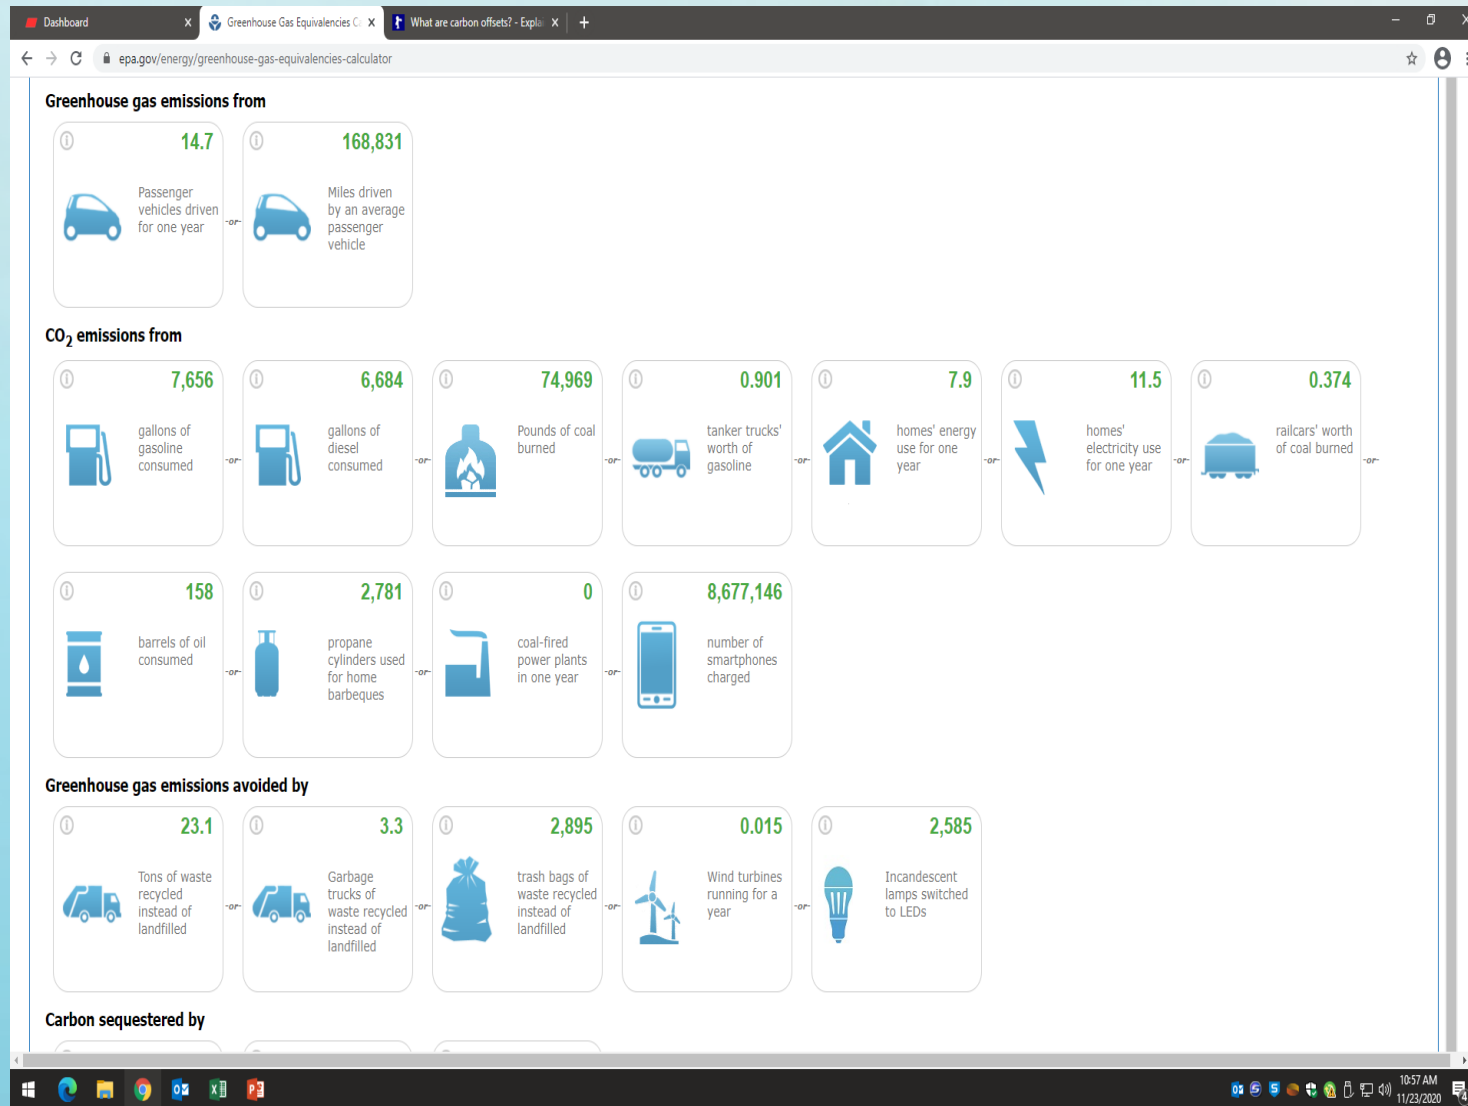 Dashboard
Greenhouse Gas Equivalencies C
What are carbon offsets? - Expla
epa.gov/energy/greenhouse-gas-equivalencies-calculator
Greenhouse gas emissions from
14.7
Passenger
vehicles driven
for one year
-or-
168,831
Miles driven
by an average
passenger
vehicle
CO2 emissions from
7,656
gallons of
gasoline
consumed
-or-
6,684
gallons of
diesel
consumed
-or-
74,969
Pounds of coal
burned
-or-
0.901
tanker trucks'
worth of
gasoline
-or-
7.9
homes' energy
use for one
year
-or-
11.5
homes'
electricity use
for one year
-or-
0.374
railcars' worth
of coal burned
-or-
158
barrels of oil
consumed
-or-
2,781
propane
cylinders used
for home
barbeques
-or-
0
coal-fired
power plants
in one year
-or-
8,677,146
number of
smartphones
charged
Greenhouse gas emissions avoided by
23.1
Tons of waste
recycled
instead of
landfilled
-or-
3.3
Garbage
trucks of
waste recycled
instead of
landfilled
-or-
2,895
trash bags of
waste recycled
instead of
landfilled
-or-
0.015
Wind turbines
running for a
year
-or-
2,585
Incandescent
lamps switched
to LEDs
Carbon sequestered by
10:57 AM
11/23/2020